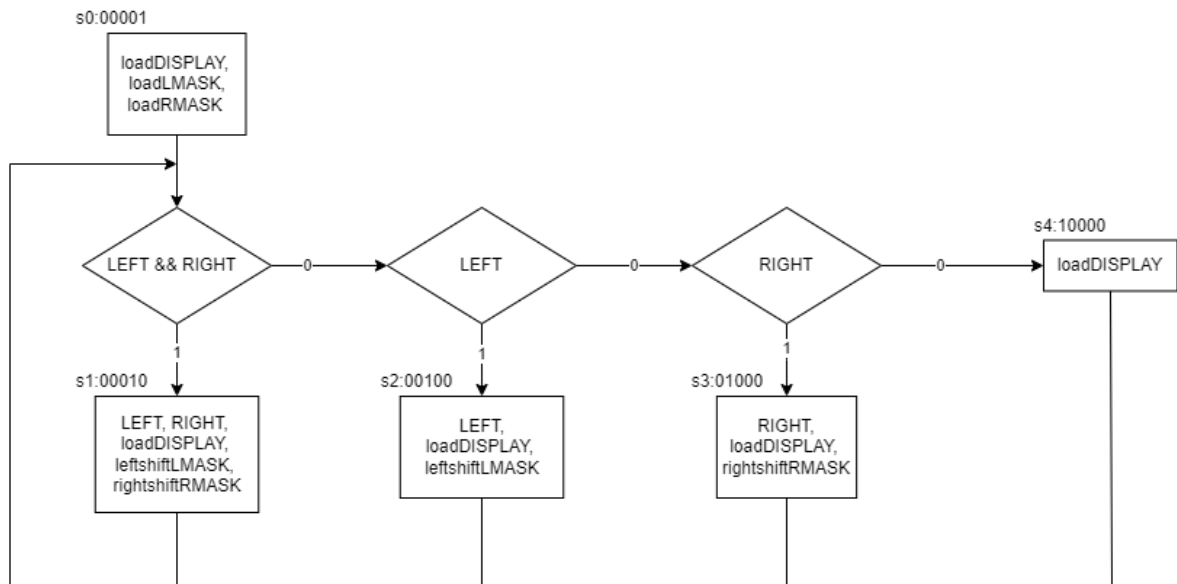 s0:00001
loadDISPLAY,
loadLMASK,
loadRMASK
LEFT && RIGHT
0
LEFT
0
RIGHT
0
s4:10000
loadDISPLAY
1
1
1
s1:00010
LEFT, RIGHT,
loadDISPLAY,
leftshiftLMASK,
rightshiftRMASK
s2:00100
LEFT,
loadDISPLAY,
leftshiftLMASK
s3:01000
RIGHT,
loadDISPLAY,
rightshiftRMASK